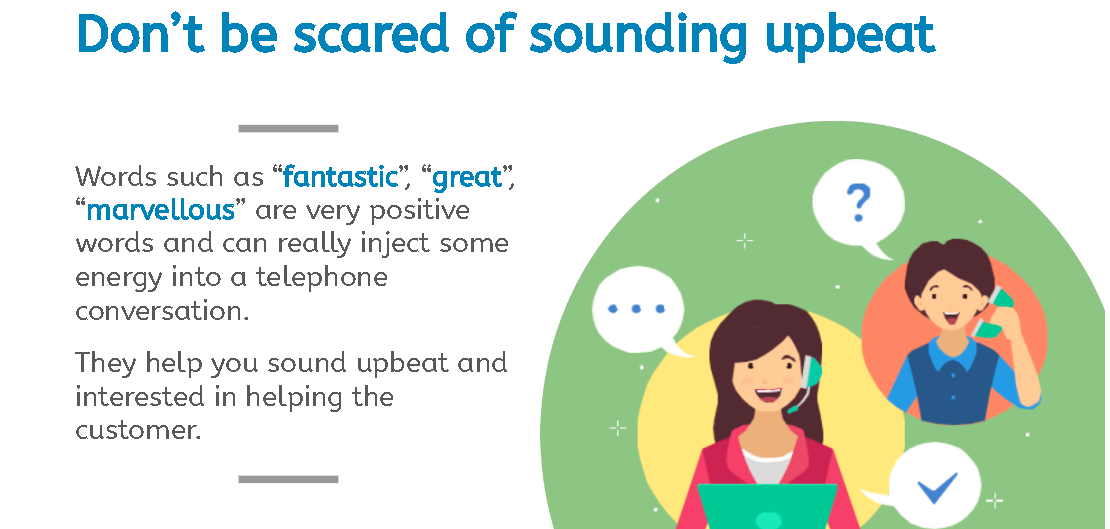 Don’t be scared of sounding upbeat
Words such as “fantastic”, “great”,
“marvellous” are very positive
words and can really inject some
energy into a telephone
conversation.
They help you sound upbeat and
interested in helping the
customer.
?